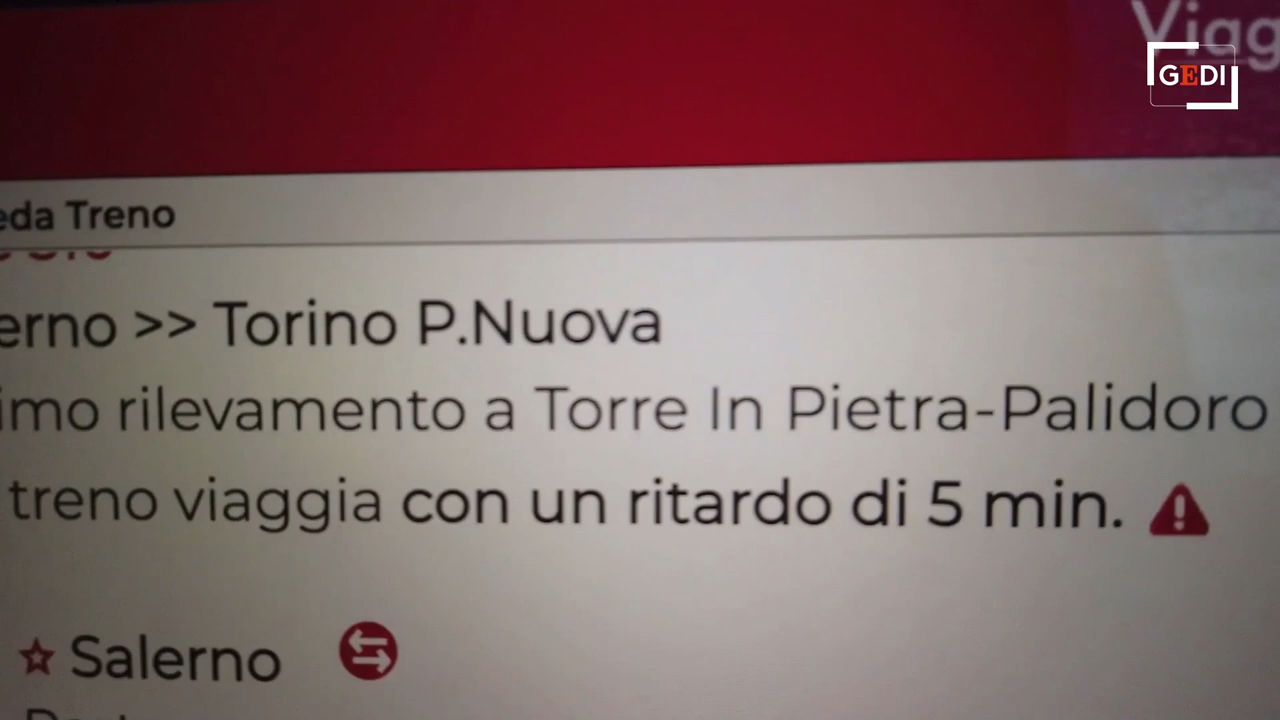 Viag
GEDI
eda Treno
erno >> Torino P.Nuova
imo rilevamento a Torre In Pietra-Palidoro
treno viaggia con un ritardo di 5 min.
Salerno